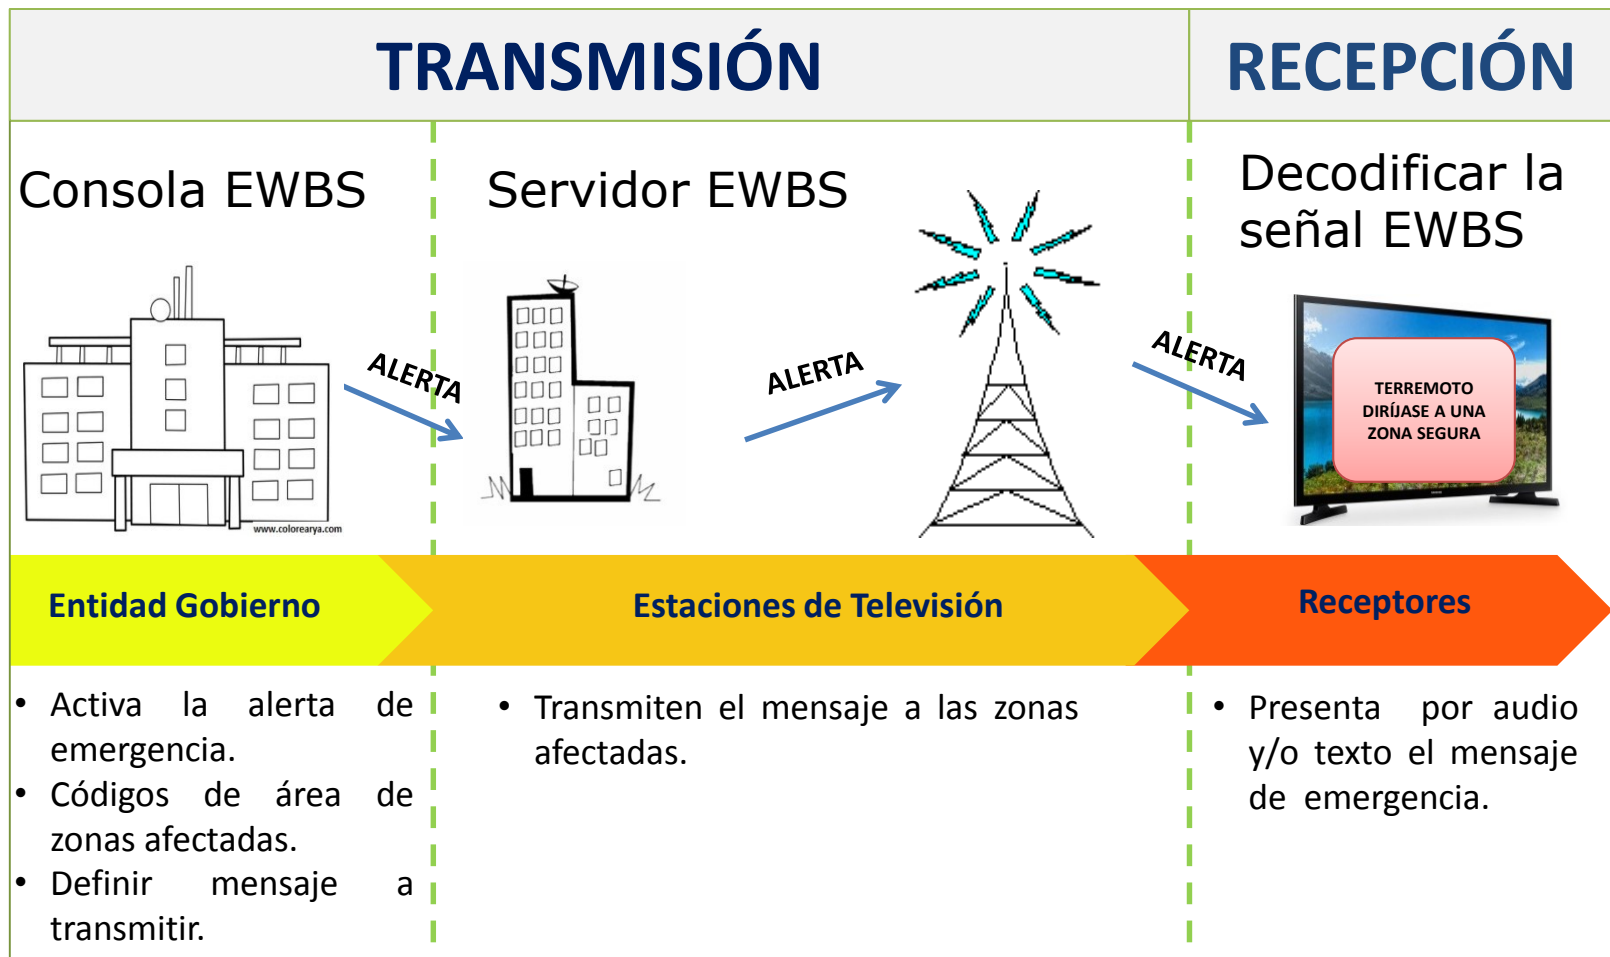 TRANSMISIÓN
RECEPCIÓN
Consola EWBS
Servidor EWBS
Decodificar la
señal EWBS
ALERTA
ALERTA
ALERTA
TERREMOTO
DIRÍJASE A UNA
ZONA SEGURA
www.colorearya.com
Entidad Gobierno
Estaciones de Televisión
Receptores
• Activa la alerta de
emergencia.
• Códigos de área de
zonas afectadas.
• Definir mensaje a
transmitir.
• Transmiten el mensaje a las zonas
afectadas.
• Presenta por audio
y/o texto el mensaje
de emergencia.